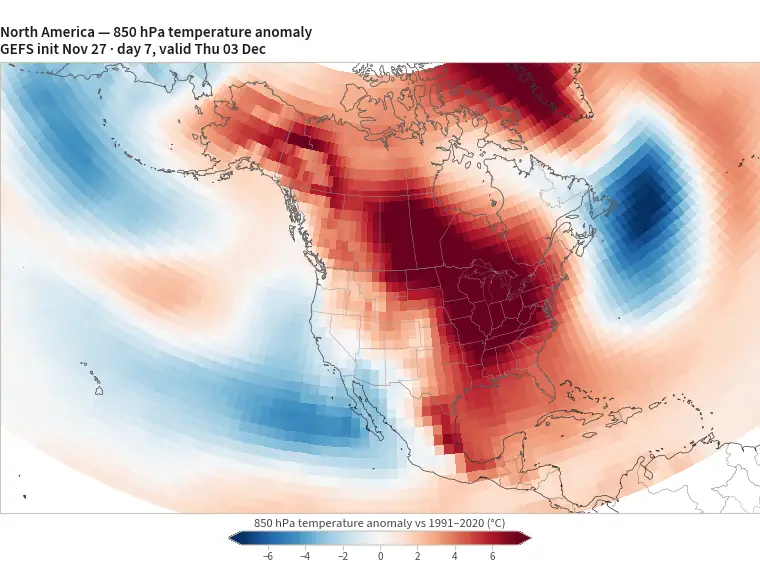 North America — 850 hPa temperature anomaly
GEFS init Nov 27 · day 7, valid Thu 03 Dec
850 hPa temperature anomaly vs 1991–2020 (°C)
−6 −4 −2 0 2 4 6